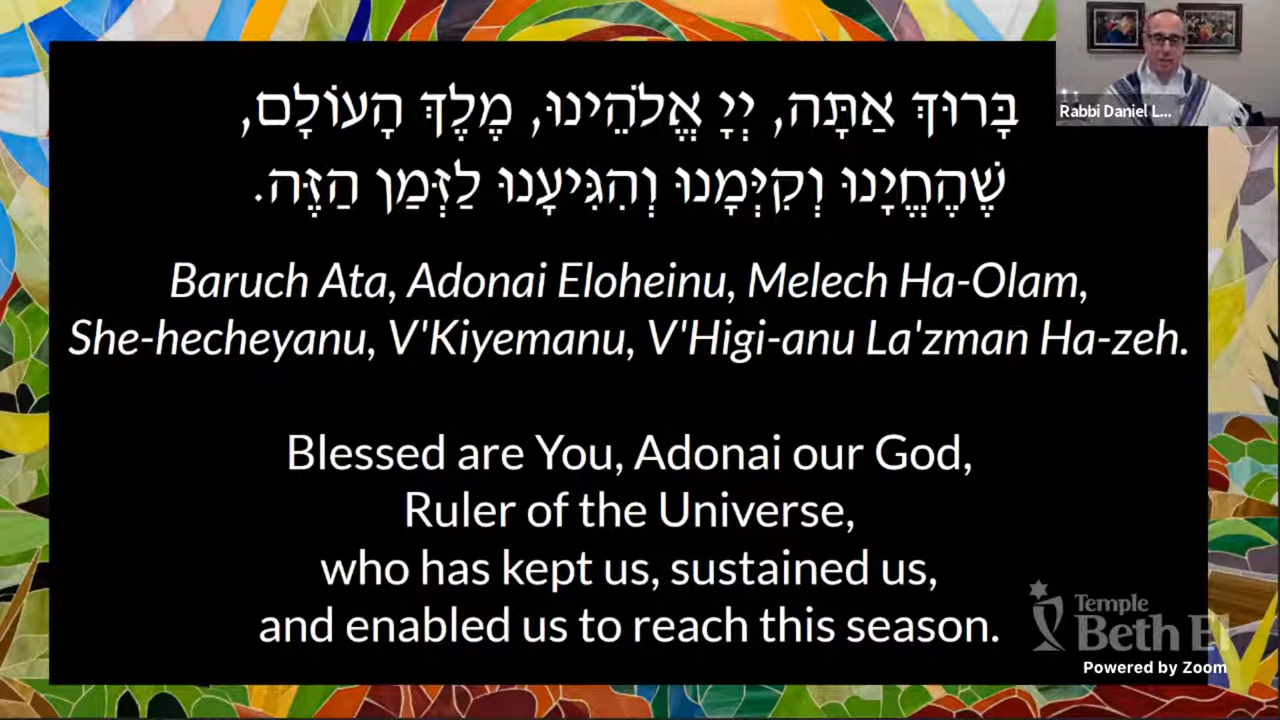 בָּרוּךְ אַתָּה, יְיָ אֱלֹהֵינוּ, מֶלֶךְ הָעוֹלָם,
שֶׁהֶחֱיָנוּ וְקִיְּמָנוּ וְהִגִּיעָנוּ לַזְּמַן הַזֶּה.
Baruch Ata, Adonai Eloheinu, Melech Ha-Olam,
She-hecheyanu, V'Kiyemanu, V'Higi-anu La'zman Ha-zeh.
Blessed are You, Adonai our God,
Ruler of the Universe,
who has kept us, sustained us,
and enabled us to reach this season.
Rabbi Daniel L...
Temple
Beth El
Powered by Zoom